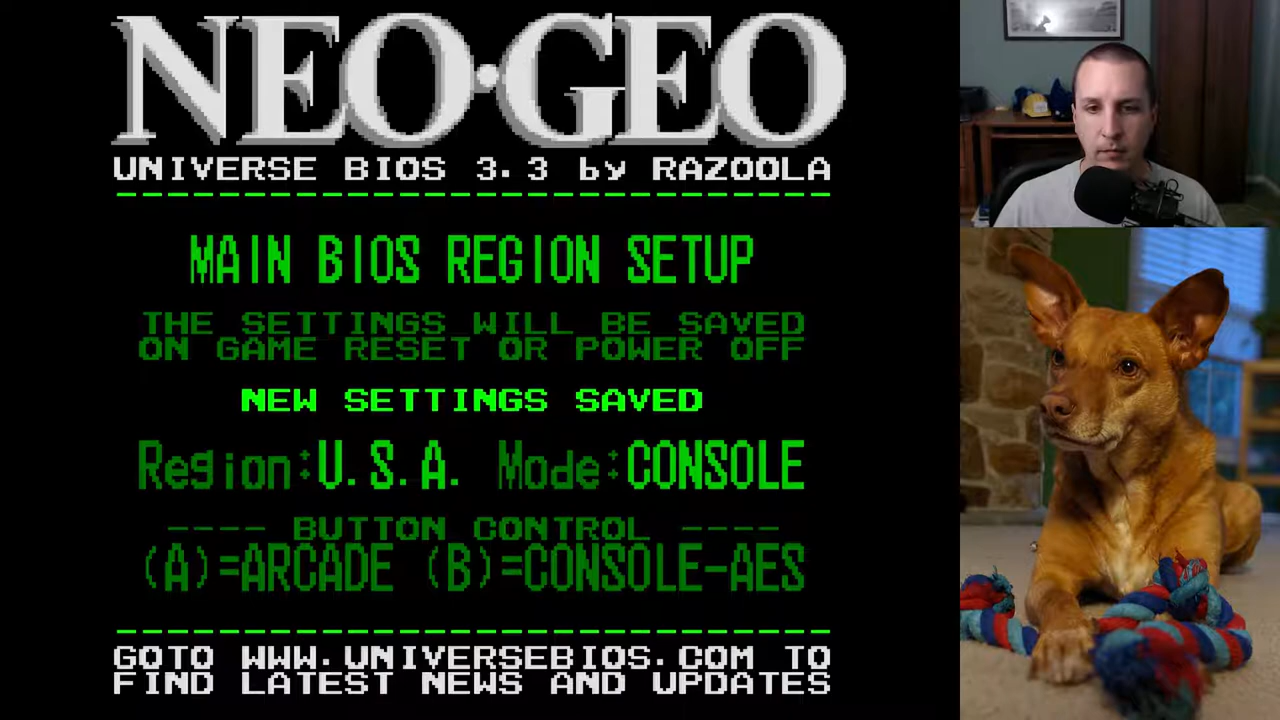 NEO·GEO
UNIVERSE BIOS 3.3 by RAZOOLA
MAIN BIOS REGION SETUP
THE SETTINGS WILL BE SAVED
ON GAME RESET OR POWER OFF
NEW SETTINGS SAVED
Region:U.S.A. Mode:CONSOLE
---- BUTTON CONTROL ----
(A)=ARCADE (B)=CONSOLE-AES
GOTO WWW.UNIVERSEBIOS.COM TO
FIND LATEST NEWS AND UPDATES